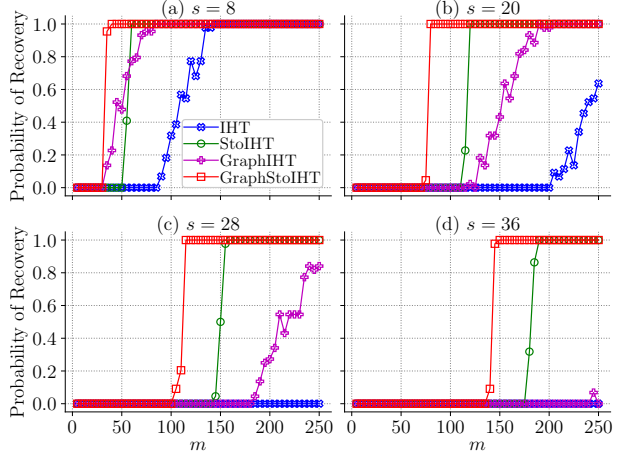 (a) s = 8
(b) s = 20
Probability of Recovery
1.0
0.8
0.6
0.4
0.2
0.0
IHT
StoIHT
GraphIHT
GraphStoIHT
(c) s = 28
(d) s = 36
Probability of Recovery
1.0
0.8
0.6
0.4
0.2
0.0
0 50 100 150 200 250
0 50 100 150 200 250
m
m